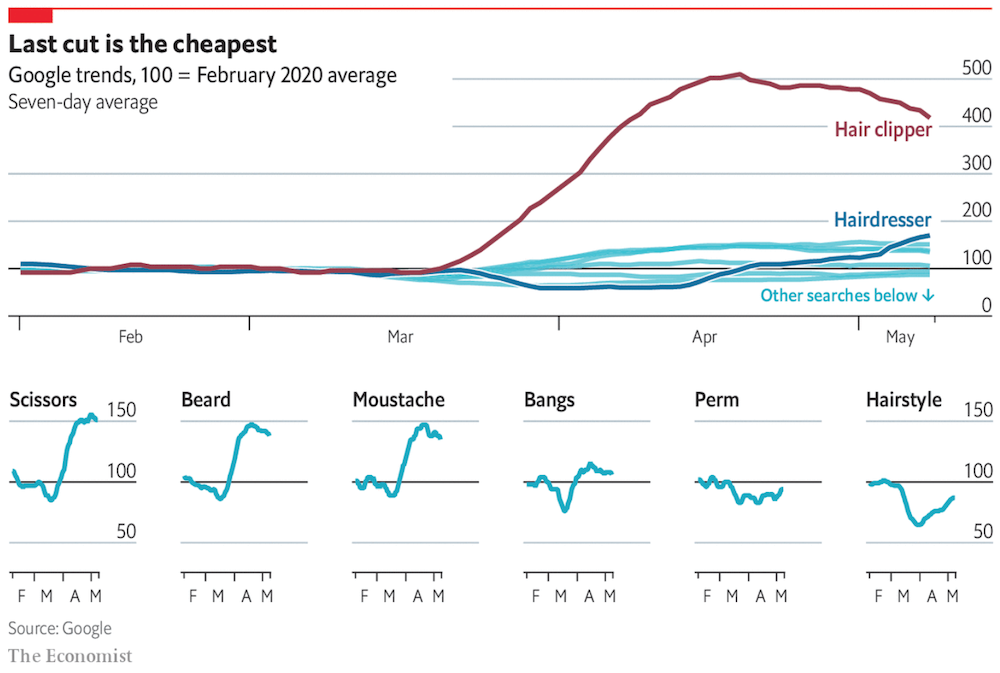 Last cut is the cheapest
Google trends, 100 = February 2020 average
Seven-day average
500
400
Hair clipper
300
Hairdresser
200
100
Other searches below ↓
0
Feb Mar Apr May
Scissors Beard Moustache Bangs Perm Hairstyle
150 150
100 100
50 50
F M A M F M A M F M A M F M A M F M A M F M A M
Source: Google
The Economist